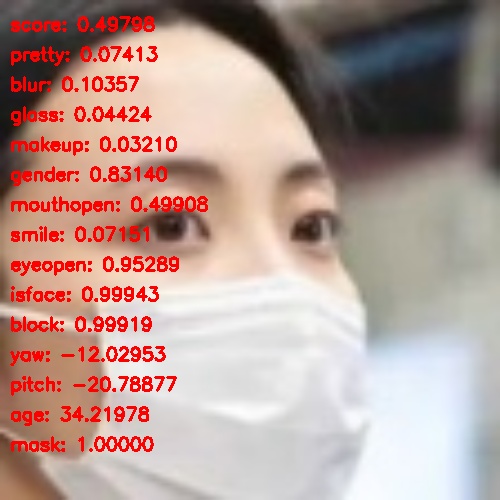 score: 0.49798
pretty: 0.07413
blur: 0.10357
glass: 0.04424
makeup: 0.03210
gender: 0.83140
mouthopen: 0.49908
smile: 0.07151
eyeopen: 0.95289
isface: 0.99943
block: 0.99919
yaw: -12.02953
pitch: -20.78877
age: 34.21978
mask: 1.00000